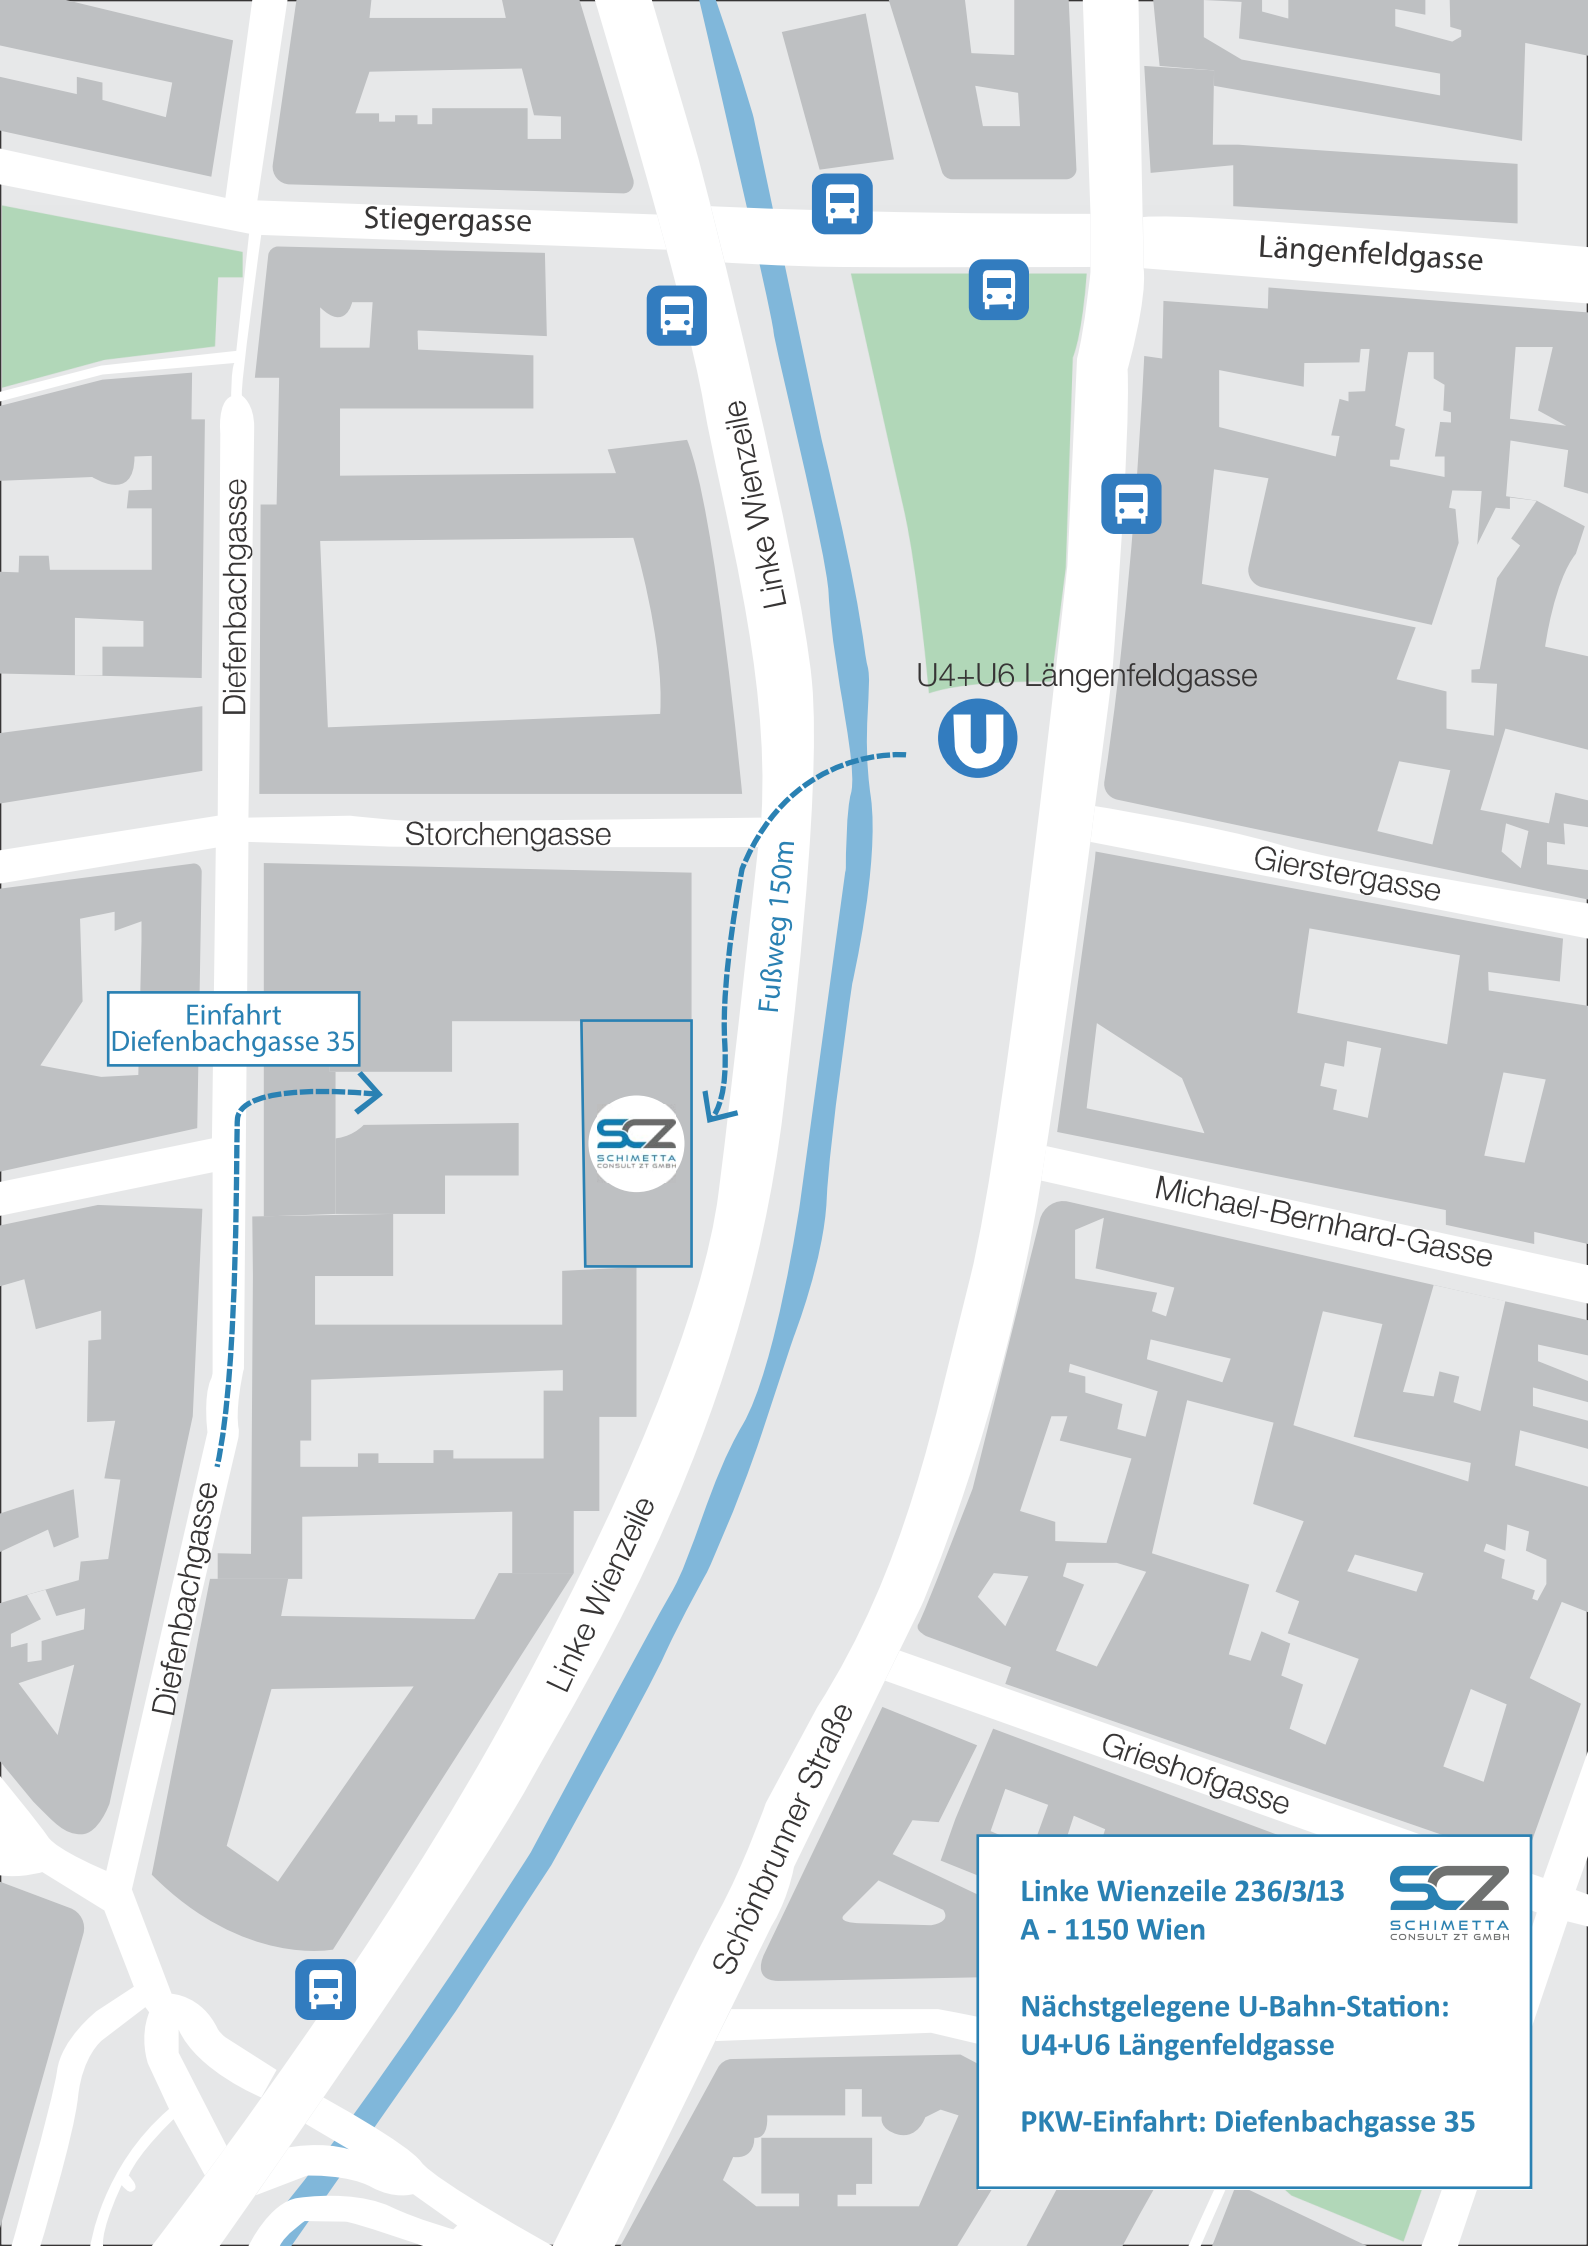 Stiegergasse
Längenfeldgasse
Linke Wienzeile
Diefenbachgasse
U4+U6 Längenfeldgasse
U
Storchengasse
Fußweg 150m
Gierstergasse
Einfahrt
Diefenbachgasse 35
SCZ
SCHIMETTA
CONSULT ZT GMBH
Michael-Bernhard-Gasse
Diefenbachgasse
Linke Wienzeile
Schönbrunner Straße
Grieshofgasse
Linke Wienzeile 236/3/13
A - 1150 Wien
SCZ
SCHIMETTA
CONSULT ZT GMBH
Nächstgelegene U-Bahn-Station:
U4+U6 Längenfeldgasse
PKW-Einfahrt: Diefenbachgasse 35